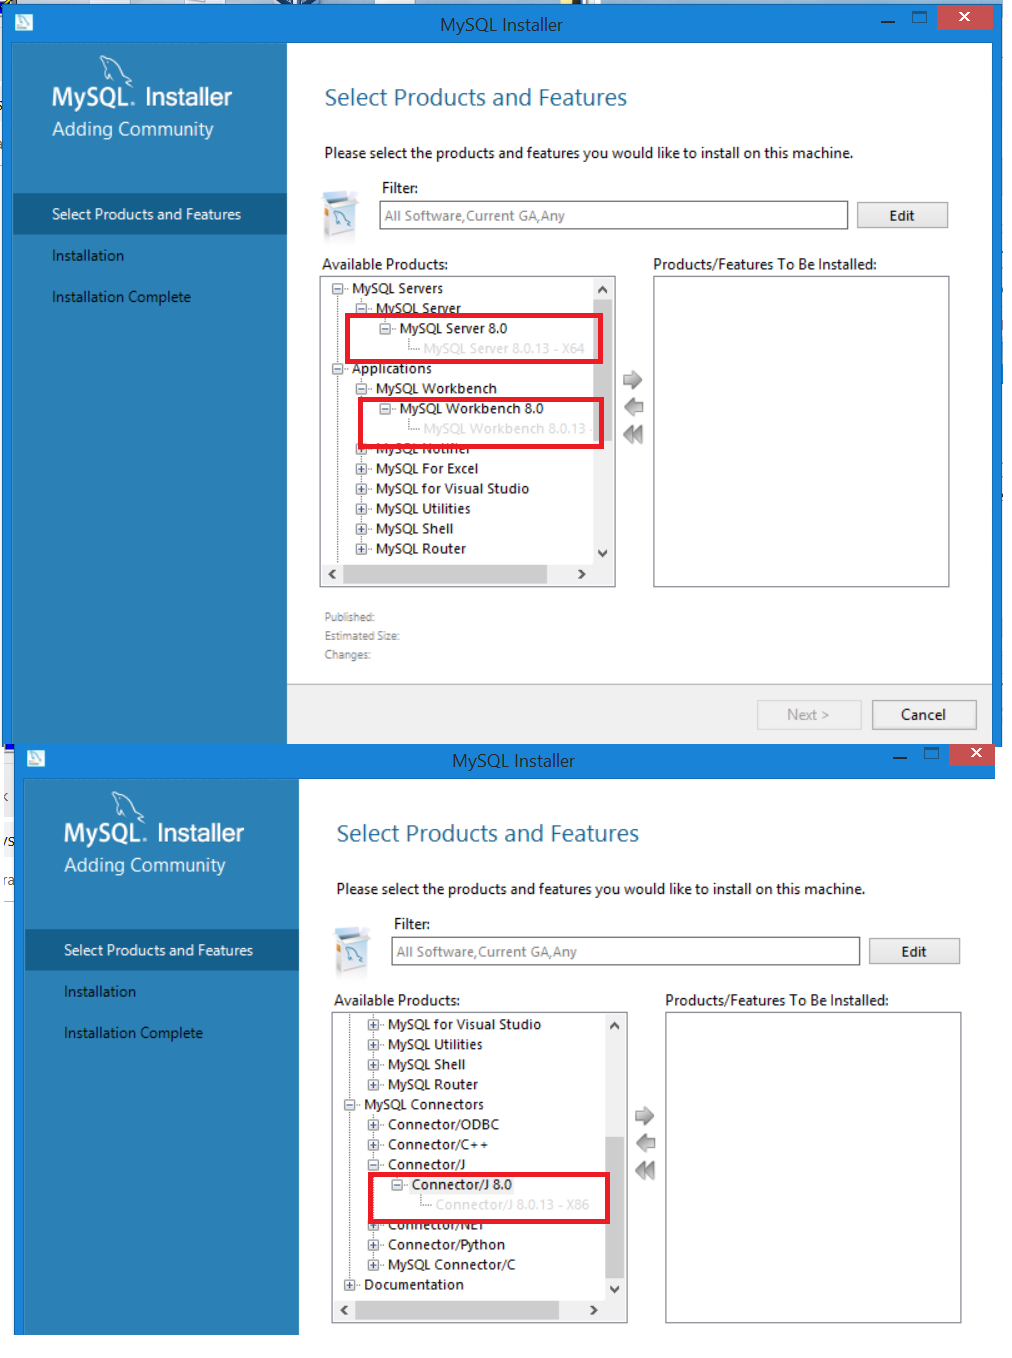 MySQL Installer
MySQL. Installer
Adding Community
Select Products and Features
Installation
Installation Complete
Select Products and Features
Please select the products and features you would like to install on this machine.
Filter:
All Software,Current GA,Any
Edit
Available Products:
Products/Features To Be Installed:
MySQL Servers
MySQL Server
MySQL Server 8.0
MySQL Server 8.0.13 - X64
Applications
MySQL Workbench
MySQL Workbench 8.0
MySQL Workbench 8.0.13 -
MySQL Notifier
MySQL For Excel
MySQL for Visual Studio
MySQL Utilities
MySQL Shell
MySQL Router
Published:
Estimated Size:
Changes:
Next >
Cancel
MySQL Installer
MySQL. Installer
Adding Community
Select Products and Features
Installation
Installation Complete
Select Products and Features
Please select the products and features you would like to install on this machine.
Filter:
All Software,Current GA,Any
Edit
Available Products:
Products/Features To Be Installed:
MySQL for Visual Studio
MySQL Utilities
MySQL Shell
MySQL Router
MySQL Connectors
Connector/ODBC
Connector/C++
Connector/J
Connector/J 8.0
Connector/J 8.0.13 - X86
Connector/NET
Connector/Python
MySQL Connector/C
Documentation